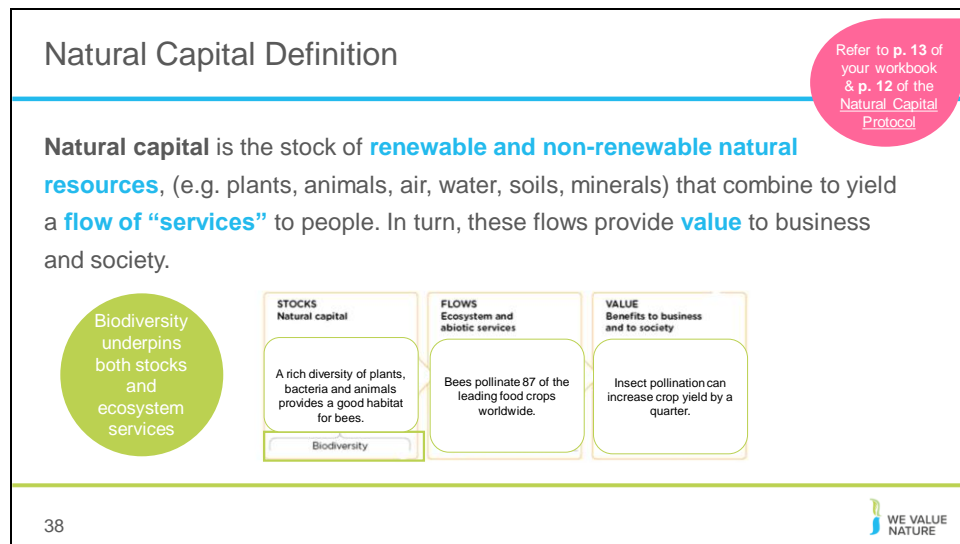 Natural Capital Definition
Refer to p. 13 of
your workbook
& p. 12 of the
Natural Capital
Protocol
Natural capital is the stock of renewable and non-renewable natural
resources, (e.g. plants, animals, air, water, soils, minerals) that combine to yield
a flow of “services” to people. In turn, these flows provide value to business
and society.
Biodiversity
underpins
both stocks
and
ecosystem
services
STOCKS
Natural capital
A rich diversity of plants,
bacteria and animals
provides a good habitat
for bees.
Biodiversity
FLOWS
Ecosystem and
abiotic services
Bees pollinate 87 of the
leading food crops
worldwide.
VALUE
Benefits to business
and to society
Insect pollination can
increase crop yield by a
quarter.
38
WE VALUE
NATURE